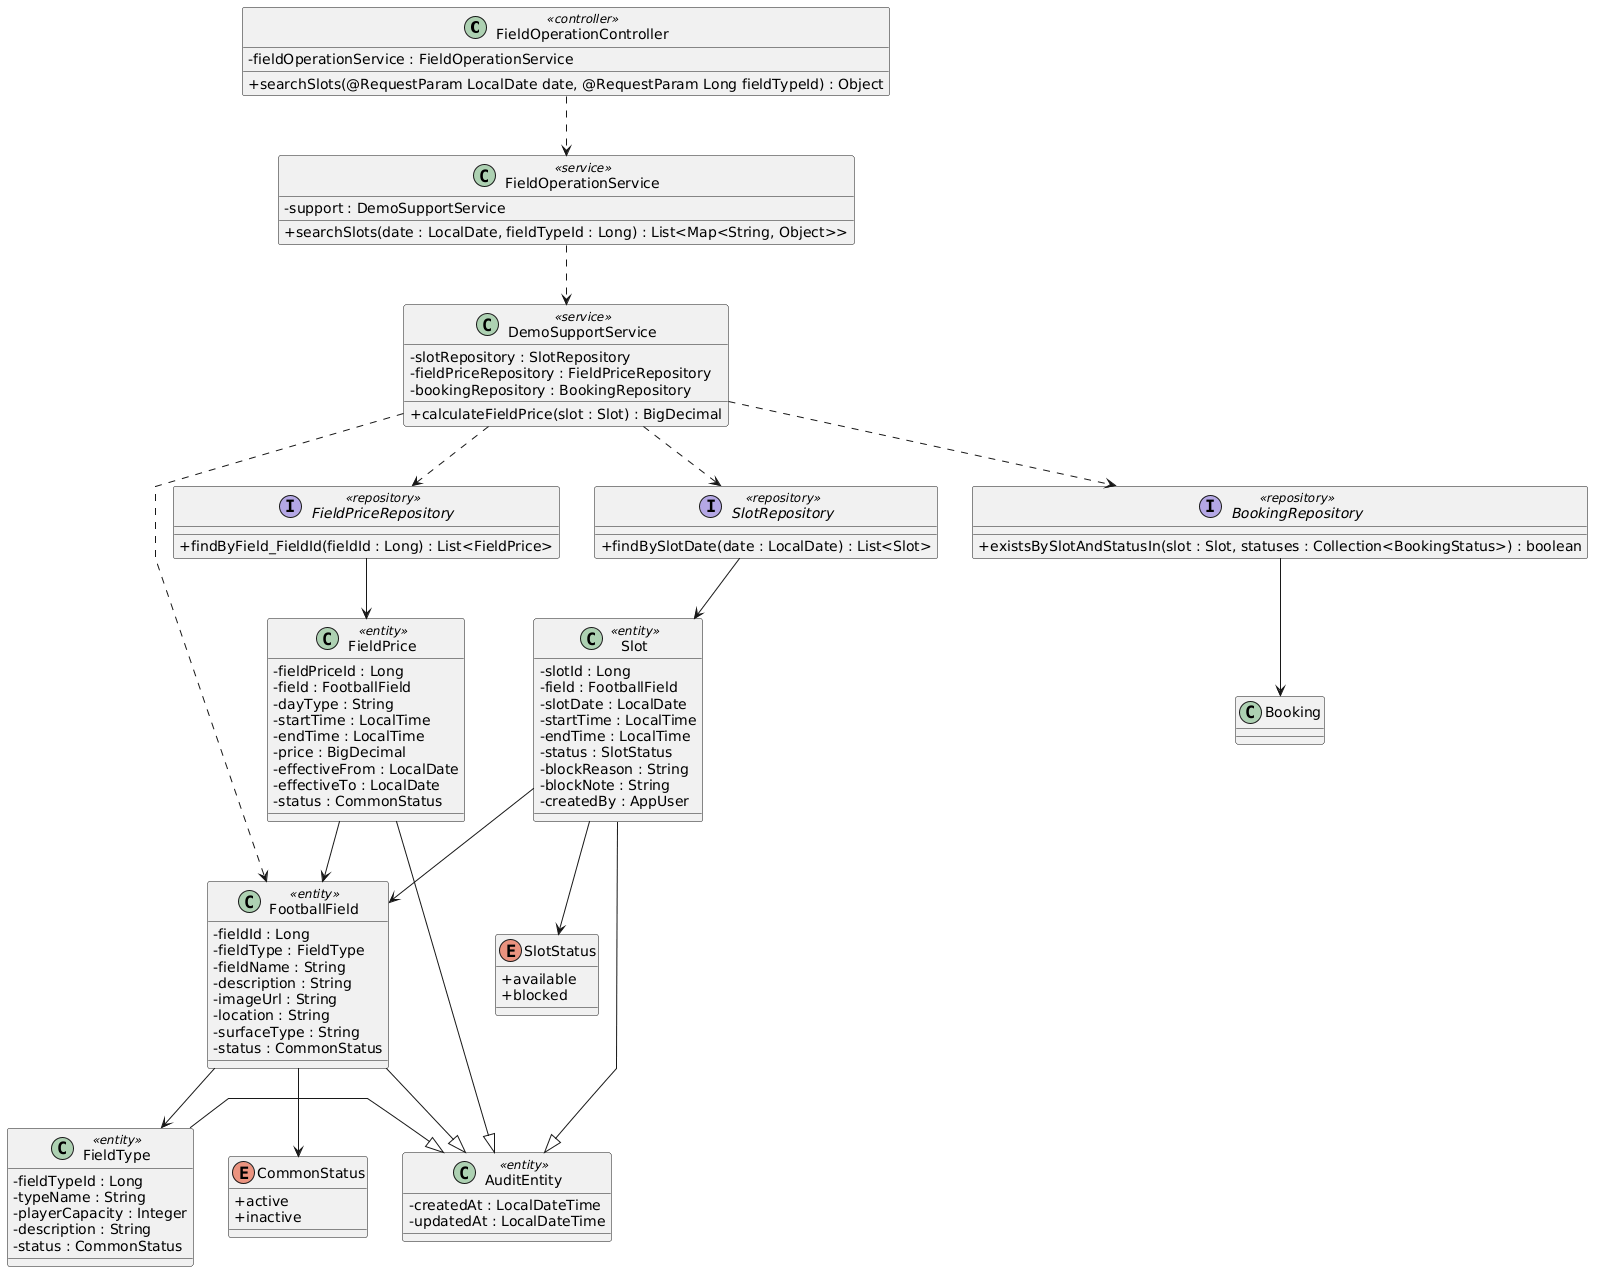 C
«controller»
FieldOperationController
-fieldOperationService : FieldOperationService
+searchSlots(@RequestParam LocalDate date, @RequestParam Long fieldTypeId) : Object
C
«service»
FieldOperationService
-support : DemoSupportService
+searchSlots(date : LocalDate, fieldTypeId : Long) : List<Map<String, Object>>
C
«service»
DemoSupportService
-slotRepository : SlotRepository
-fieldPriceRepository : FieldPriceRepository
-bookingRepository : BookingRepository
+calculateFieldPrice(slot : Slot) : BigDecimal
I
«repository»
FieldPriceRepository
+findByField_FieldId(fieldId : Long) : List<FieldPrice>
I
«repository»
SlotRepository
+findBySlotDate(date : LocalDate) : List<Slot>
I
«repository»
BookingRepository
+existsBySlotAndStatusIn(slot : Slot, statuses : Collection<BookingStatus>) : boolean
C
«entity»
FieldPrice
-fieldPriceId : Long
-field : FootballField
-dayType : String
-startTime : LocalTime
-endTime : LocalTime
-price : BigDecimal
-effectiveFrom : LocalDate
-effectiveTo : LocalDate
-status : CommonStatus
C
«entity»
Slot
-slotId : Long
-field : FootballField
-slotDate : LocalDate
-startTime : LocalTime
-endTime : LocalTime
-status : SlotStatus
-blockReason : String
-blockNote : String
-createdBy : AppUser
C
Booking
C
«entity»
FootballField
-fieldId : Long
-fieldType : FieldType
-fieldName : String
-description : String
-imageUrl : String
-location : String
-surfaceType : String
-status : CommonStatus
E
SlotStatus
+available
+blocked
C
«entity»
FieldType
-fieldTypeId : Long
-typeName : String
-playerCapacity : Integer
-description : String
-status : CommonStatus
E
CommonStatus
+active
+inactive
C
«entity»
AuditEntity
-createdAt : LocalDateTime
-updatedAt : LocalDateTime